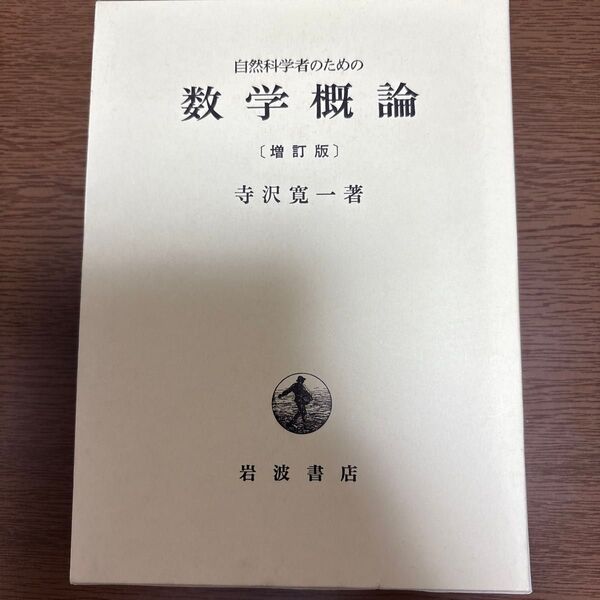 自然科学者のための
数学概論
〔増訂版〕
寺沢寛一著
岩波書店